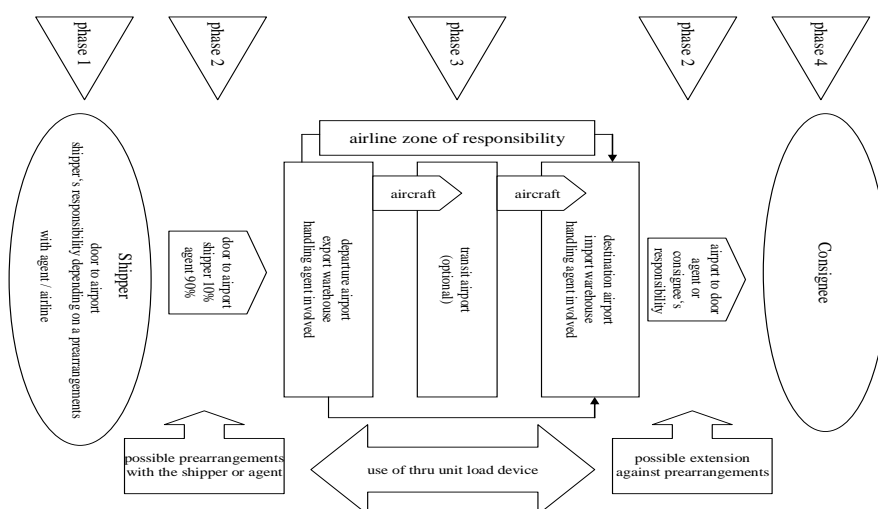 phase 1
phase 2
phase 3
phase 2
phase 4
airline zone of responsibility
Shipper
door to airport
shipper's responsibility depending on a prearrangements
with agent / airline
door to airport
shipper 10%
agent 90%
departure airport
export warehouse
handling agent involved
aircraft
transit airport
(optional)
aircraft
destination airport
import warehouse
handling agent involved
airport to door
agent or
consignee's
responsibility
Consignee
possible prearrangements
with the shipper or agent
use of thru unit load device
possible extension
against prearrangements